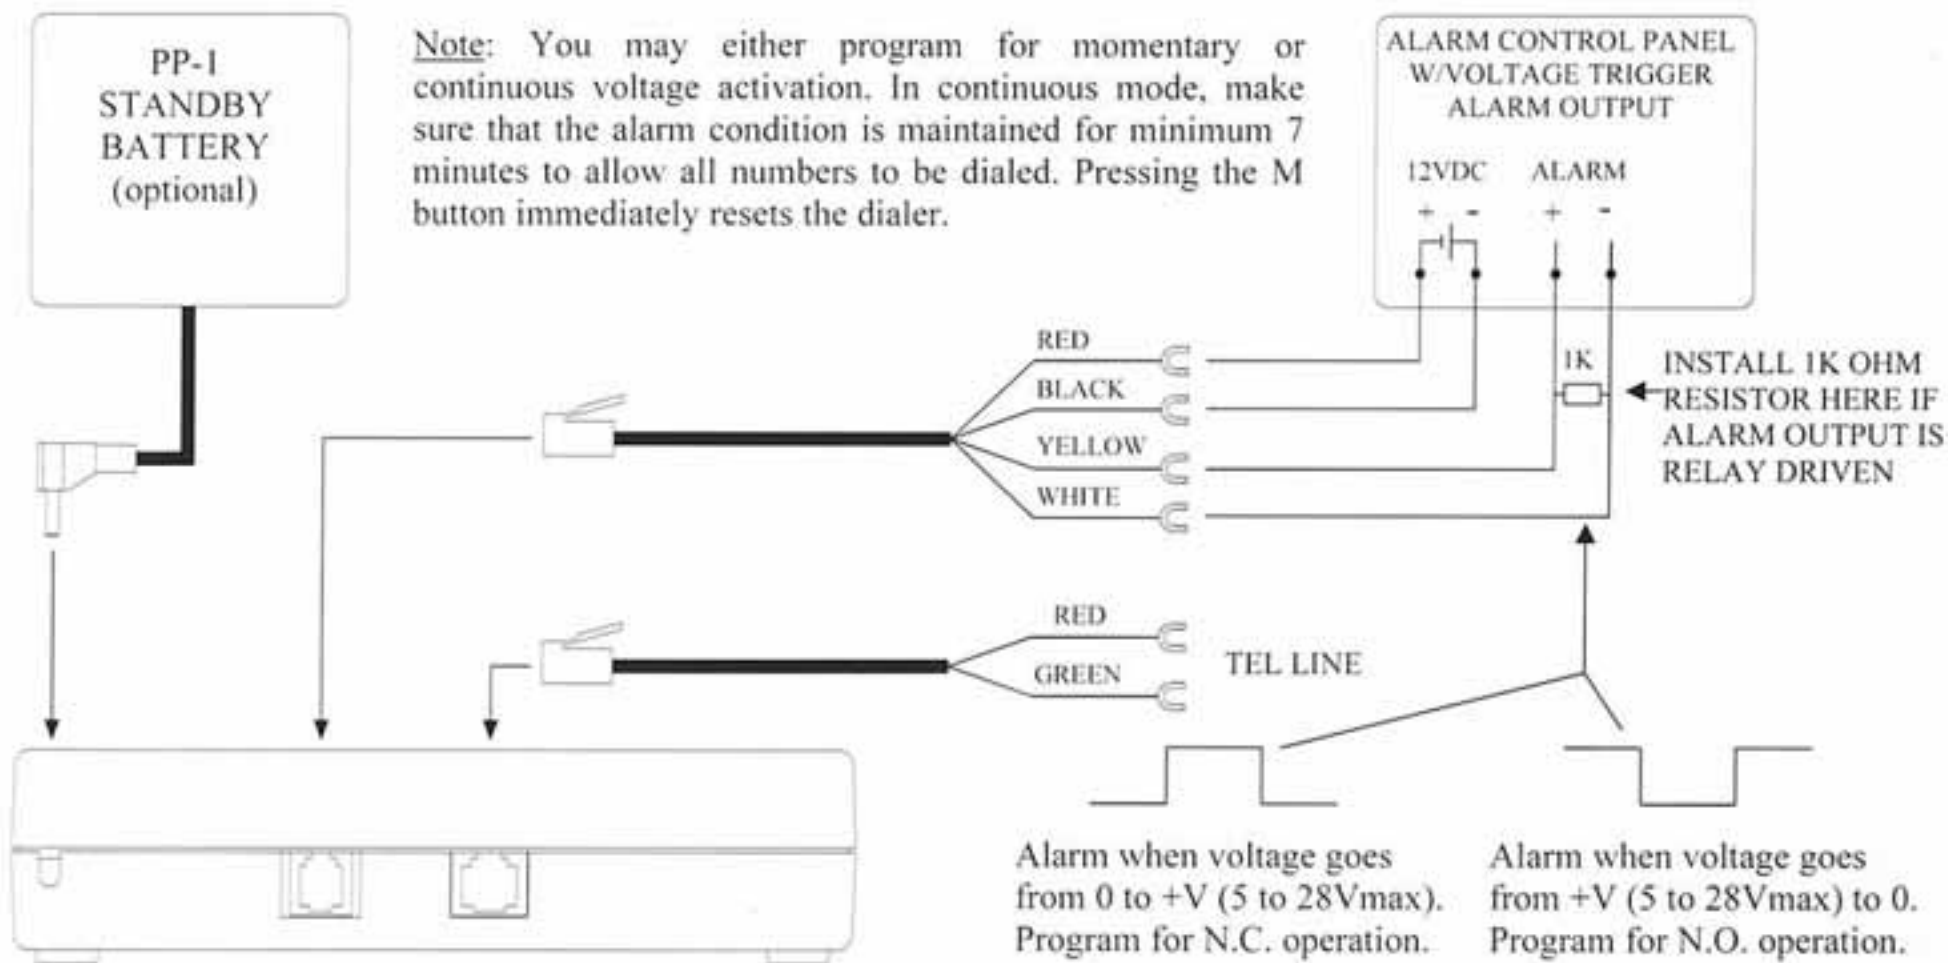 PP-1
STANDBY
BATTERY
(optional)
Note: You may either program for momentary or
continuous voltage activation. In continuous mode, make
sure that the alarm condition is maintained for minimum 7
minutes to allow all numbers to be dialed. Pressing the M
button immediately resets the dialer.
ALARM CONTROL PANEL
W/VOLTAGE TRIGGER
ALARM OUTPUT
12VDC ALARM
+ - + -
RED
BLACK
YELLOW
WHITE
1K
INSTALL 1K OHM
RESISTOR HERE IF
ALARM OUTPUT IS
RELAY DRIVEN
RED
GREEN
TEL LINE
Alarm when voltage goes
from 0 to +V (5 to 28Vmax).
Program for N.C. operation.
Alarm when voltage goes
from +V (5 to 28Vmax) to 0.
Program for N.O. operation.